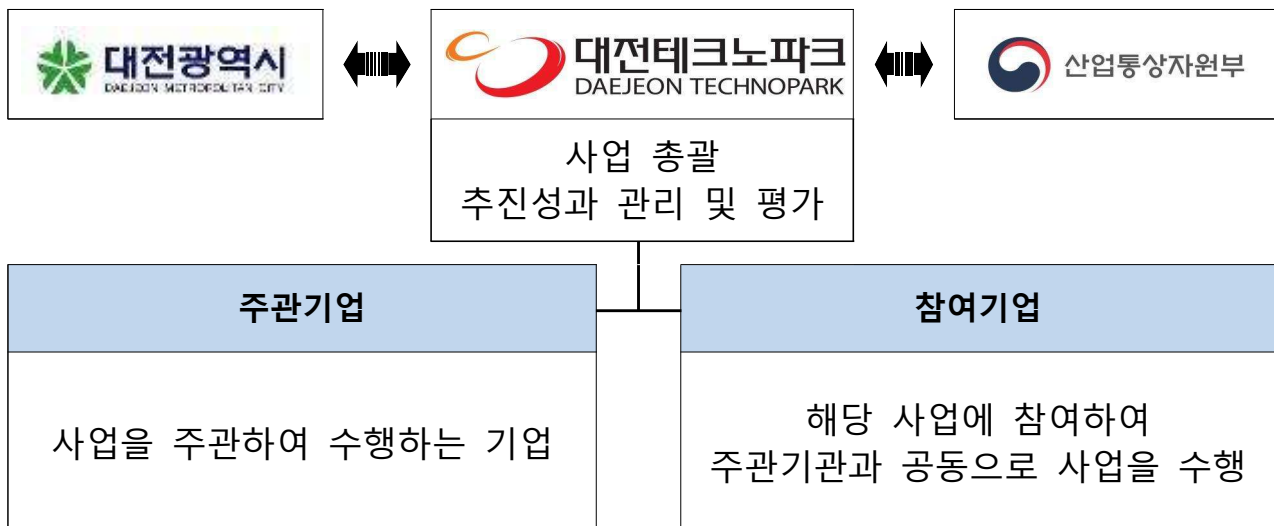 대전광역시
DAEJEON METROPOLITAN CITY
대전테크노파크
DAEJEON TECHNOPARK
산업통상자원부
사업 총괄
추진성과 관리 및 평가
주관기업
사업을 주관하여 수행하는 기업
참여기업
해당 사업에 참여하여
주관기관과 공동으로 사업을 수행